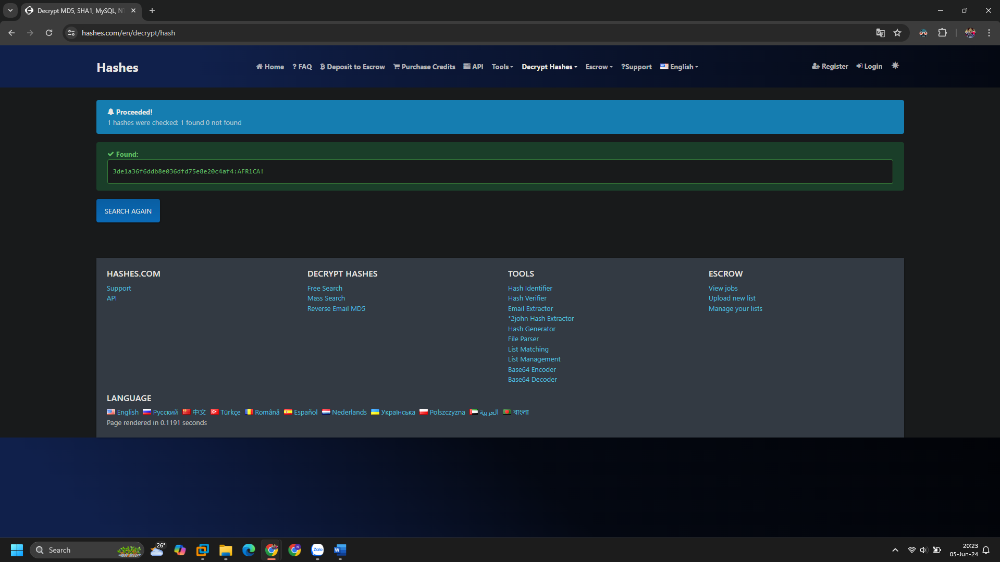 Decrypt MD5, SHA1, MySQL, NT
hashes.com/en/decrypt/hash
Hashes
Home
? FAQ
Deposit to Escrow
Purchase Credits
API
Tools
Decrypt Hashes
Escrow
?Support
English
Register
Login
Proceeded!
1 hashes were checked: 1 found 0 not found
Found:
3de1a36f6ddb8e036dfd75e8e20c4af4:AFR1CA!
SEARCH AGAIN
HASHES.COM
Support
API
DECRYPT HASHES
Free Search
Mass Search
Reverse Email MD5
TOOLS
Hash Identifier
Hash Verifier
Email Extractor
*2john Hash Extractor
Hash Generator
File Parser
List Matching
List Management
Base64 Encoder
Base64 Decoder
ESCROW
View jobs
Upload new list
Manage your lists
LANGUAGE
English Русский 中文 Türkçe Română Español Nederlands Українська Polszczyzna العربية বাংলা
Page rendered in 0.1191 seconds
Search
26°
Zalo
20:23
05-Jun-24